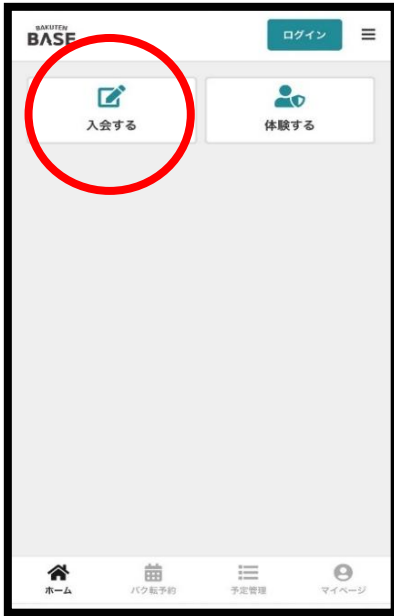 BAKUTEN
BASE
ログイン
入会する
体験する
ホーム
バク転予約
予定管理
マイページ